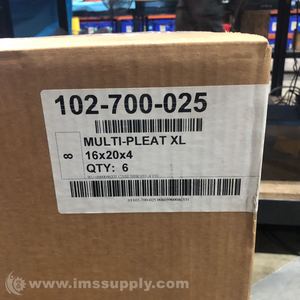 102-700-025
8
MULTI-PLEAT XL
16x20x4
QTY: 6
© www.imssupply.com